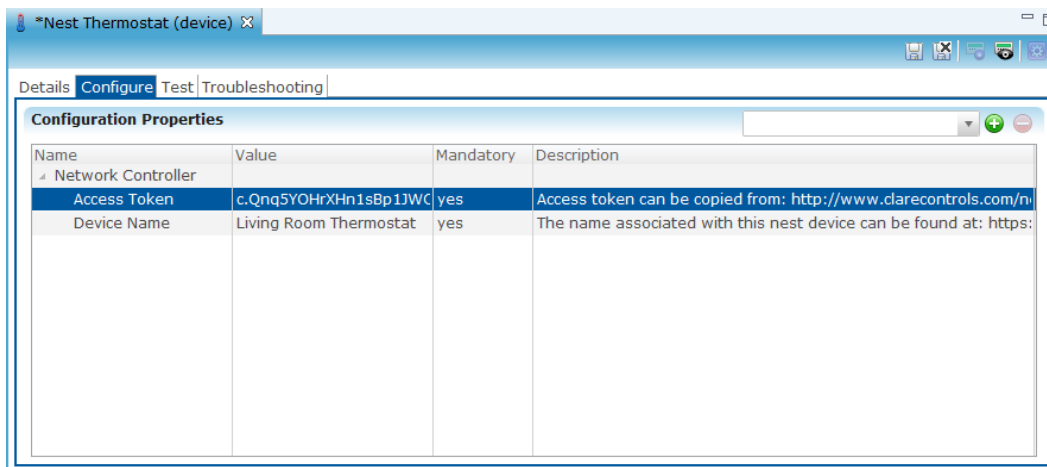 *Nest Thermostat (device)
Details Configure Test Troubleshooting
Configuration Properties
Name Value Mandatory Description
Network Controller
Access Token c.Qnq5YOHrXHn1sBp1JWC yes Access token can be copied from: http://www.clarecontrols.com/n
Device Name Living Room Thermostat yes The name associated with this nest device can be found at: https: